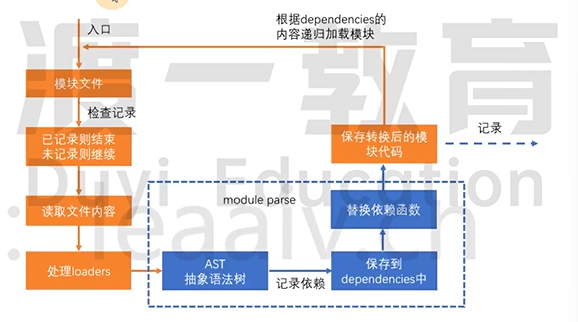 入口
根据dependencies的
内容递归加载模块
模块文件
检查记录
已记录则结束
未记录则继续
保存转换后的模
块代码
记录
读取文件内容
module parse
替换依赖函数
处理loaders
AST
抽象语法树
记录依赖
保存到
dependencies中
渡一教育
Duyi Education